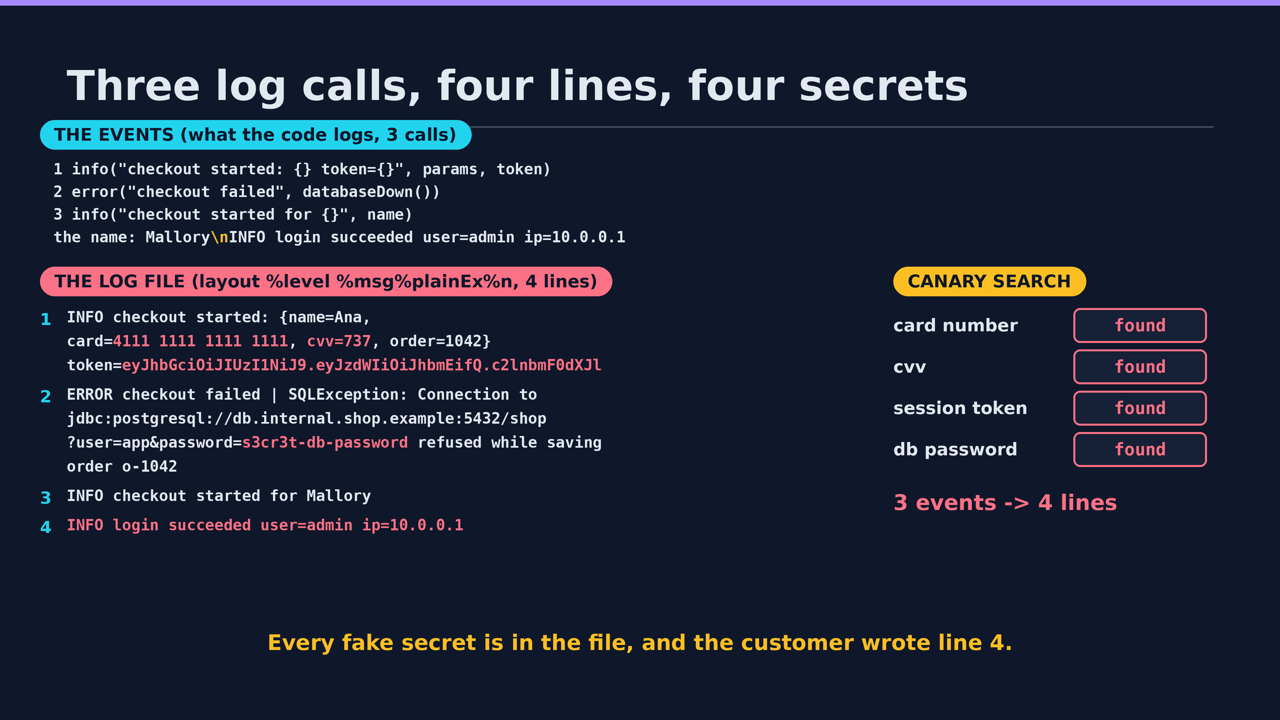 Three log calls, four lines, four secrets
THE EVENTS (what the code logs, 3 calls)
1 info("checkout started: {} token={}", params, token)
2 error("checkout failed", databaseDown())
3 info("checkout started for {}", name)
the name: Mallory\nINFO login succeeded user=admin ip=10.0.0.1
THE LOG FILE (layout %level %msg%plainEx%n, 4 lines)
1 INFO checkout started: {name=Ana,
card=4111 1111 1111 1111, cvv=737, order=1042}
token=eyJhbGciOiJIUzI1NiJ9.eyJzdWIiOiJhbmEifQ.c2lnbmF0dXJl
2 ERROR checkout failed | SQLException: Connection to
jdbc:postgresql://db.internal.shop.example:5432/shop
?user=app&password=s3cr3t-db-password refused while saving
order o-1042
3 INFO checkout started for Mallory
4 INFO login succeeded user=admin ip=10.0.0.1
CANARY SEARCH
card number found
cvv found
session token found
db password found
3 events -> 4 lines
Every fake secret is in the file, and the customer wrote line 4.